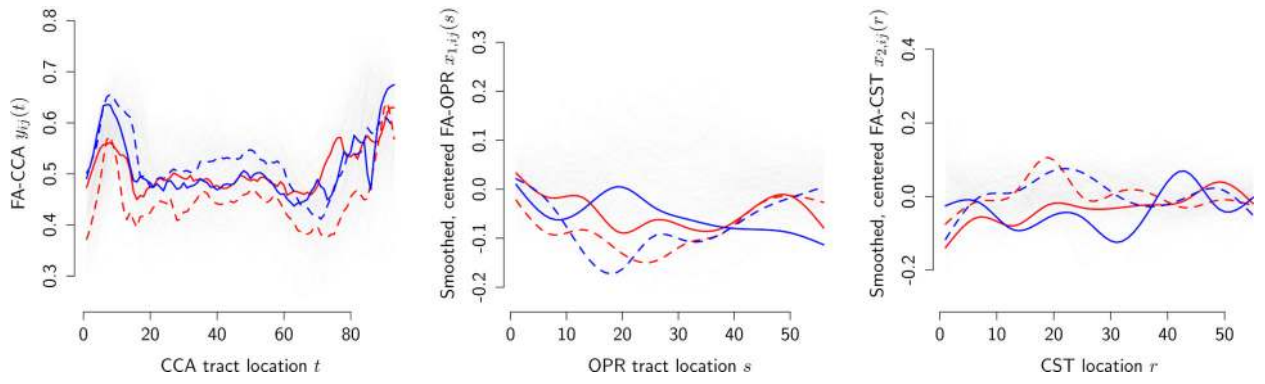 FA-CCA y_{ij}(t)
0.8
0.7
0.6
0.5
0.4
0.3
0 20 40 60 80
CCA tract location t
Smoothed, centered FA-OPR x_{1,ij}(s)
0.3
0.2
0.1
0.0
-0.1
-0.2
0 10 20 30 40 50
OPR tract location s
Smoothed, centered FA-CST x_{2,ij}(r)
0.4
0.2
0.0
-0.2
0 10 20 30 40 50
CST location r